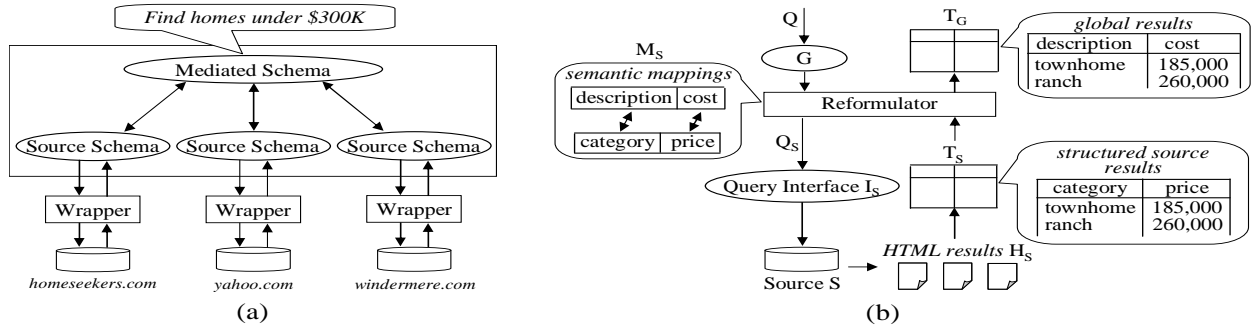 Find homes under $300K
Mediated Schema
Source Schema Source Schema Source Schema
Wrapper Wrapper Wrapper
homeseekers.com yahoo.com windermere.com
(a)
Q
G
M_S
semantic mappings
description cost
category price
Reformulator
T_G
global results
description cost
townhome 185,000
ranch 260,000
Q_S
Query Interface I_S
Source S
T_S
structured source
results
category price
townhome 185,000
ranch 260,000
HTML results H_S
(b)